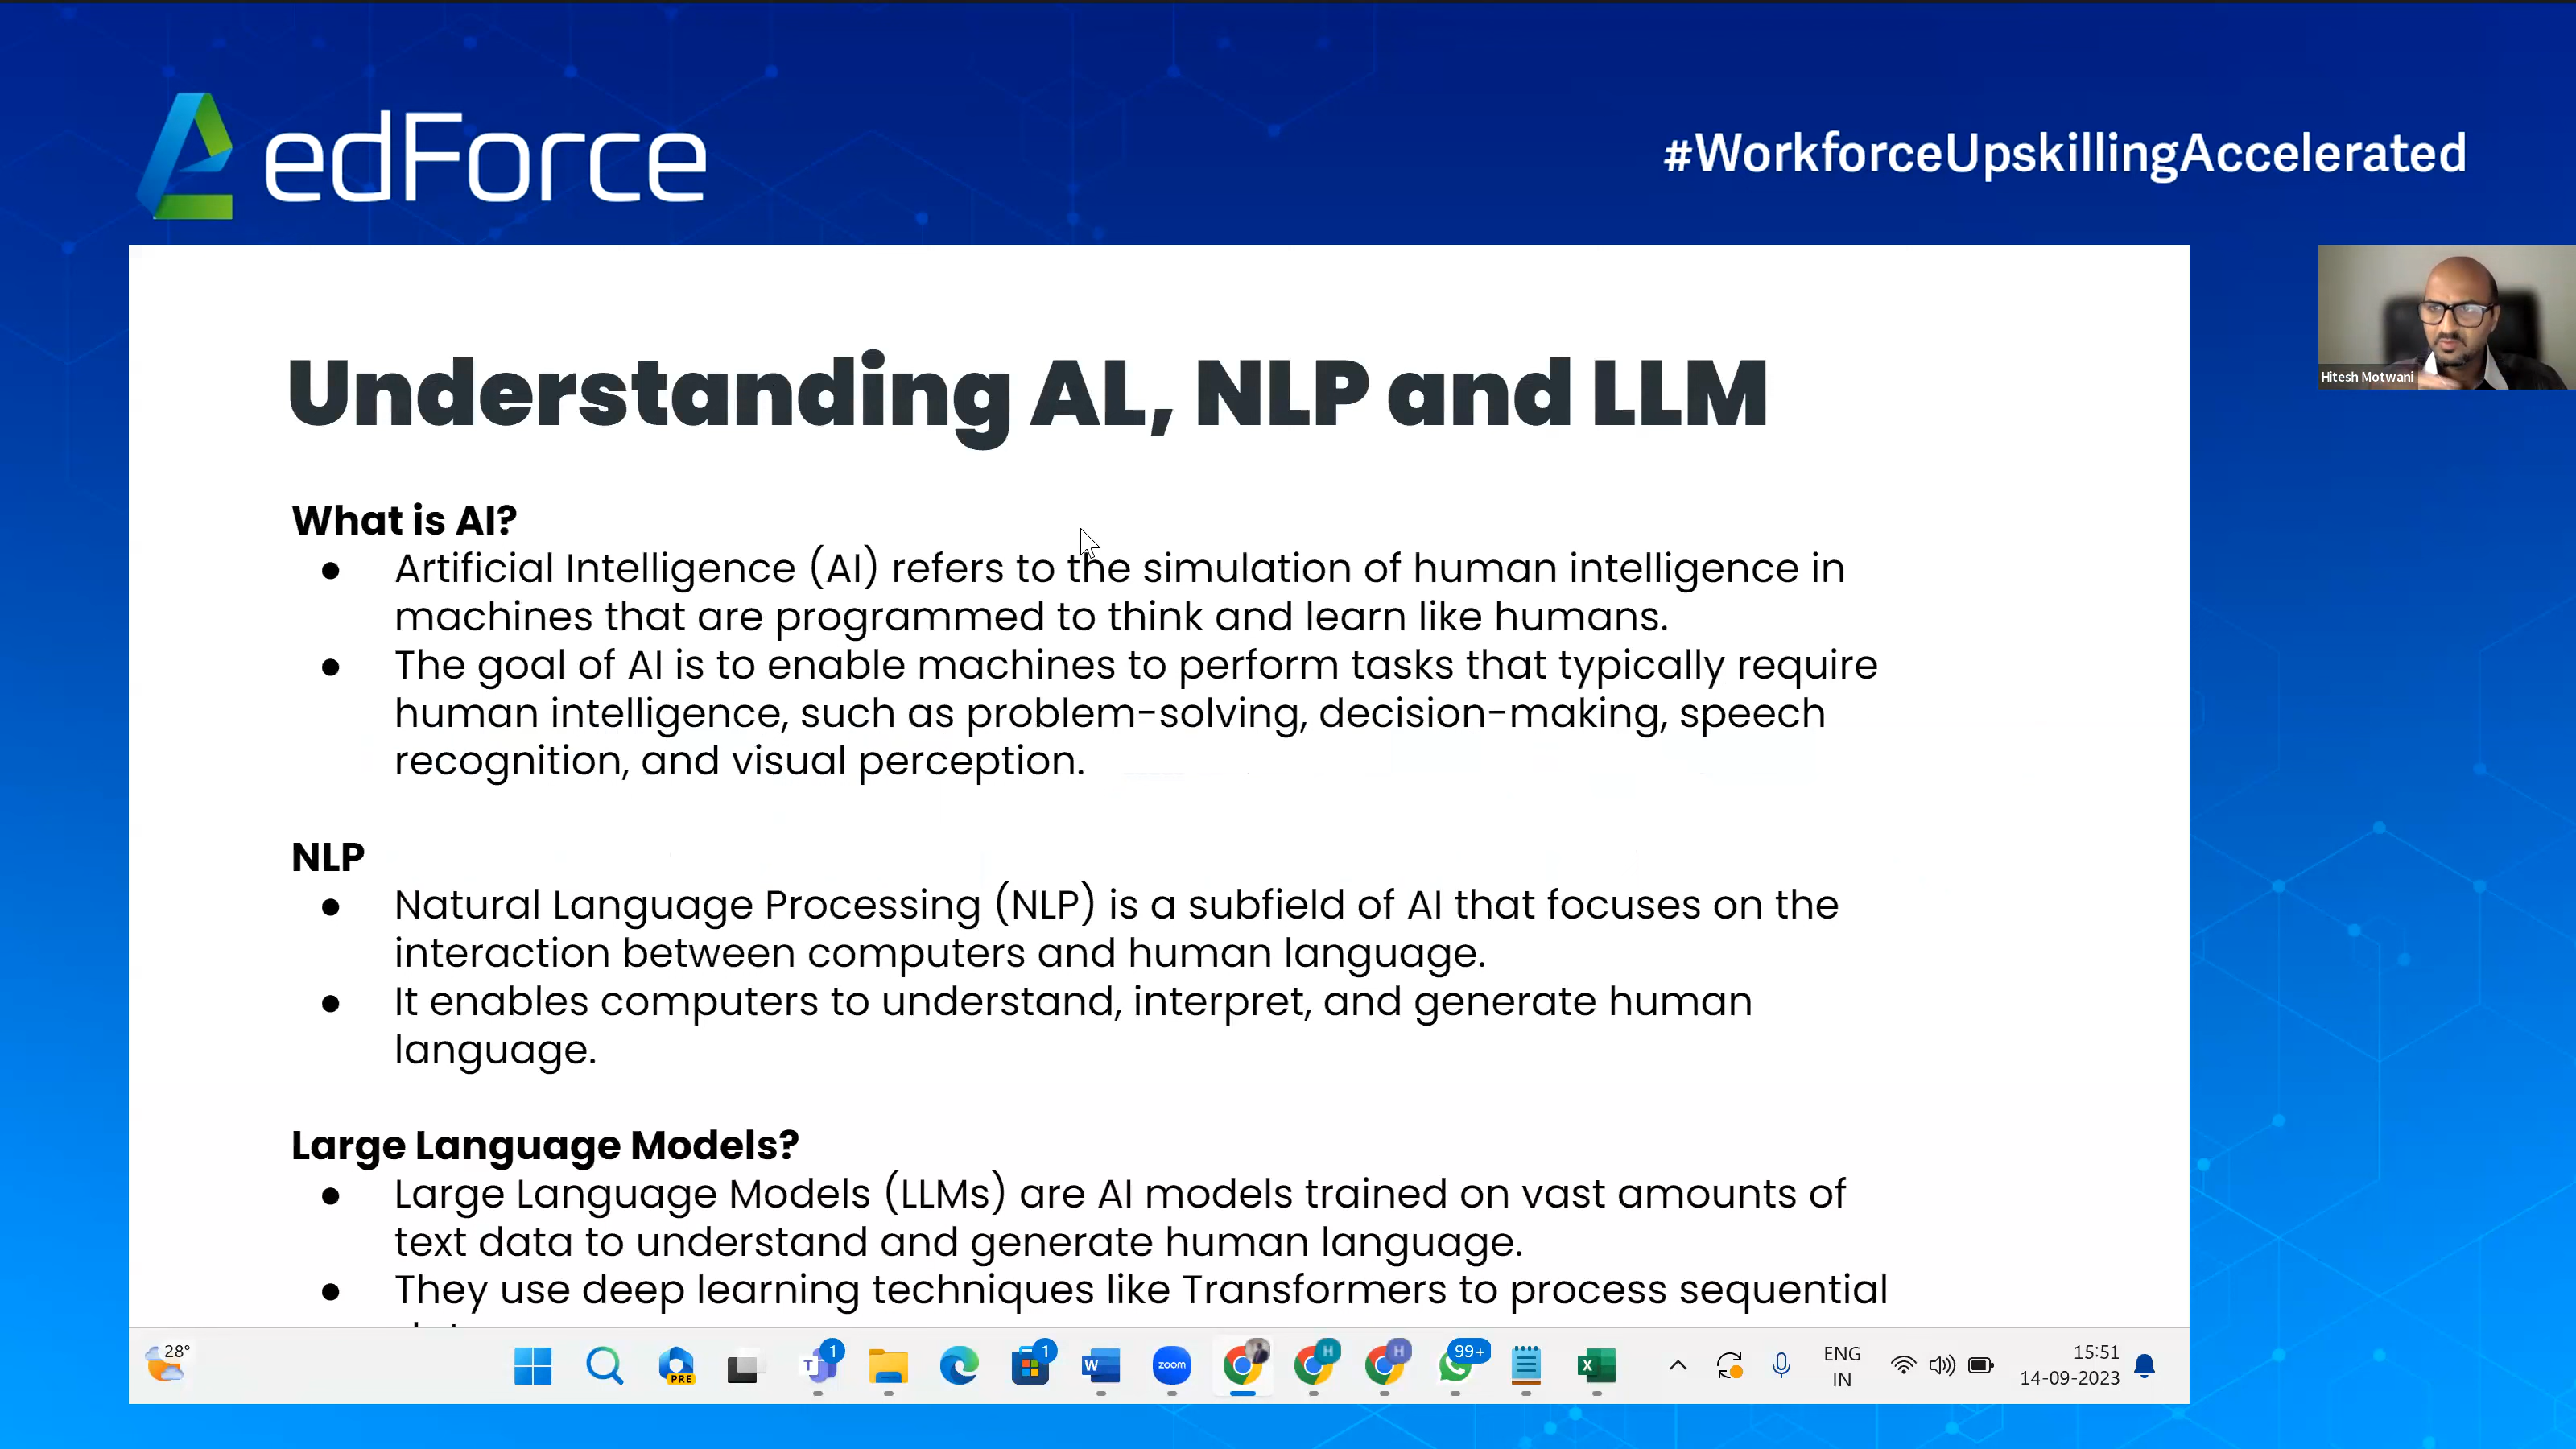 edForce
#WorkforceUpskillingAccelerated
Understanding AL, NLP and LLM
Hitesh Motwani
What is AI?
● Artificial Intelligence (AI) refers to the simulation of human intelligence in
machines that are programmed to think and learn like humans.
● The goal of AI is to enable machines to perform tasks that typically require
human intelligence, such as problem-solving, decision-making, speech
recognition, and visual perception.
NLP
● Natural Language Processing (NLP) is a subfield of AI that focuses on the
interaction between computers and human language.
● It enables computers to understand, interpret, and generate human
language.
Large Language Models?
● Large Language Models (LLMs) are AI models trained on vast amounts of
text data to understand and generate human language.
● They use deep learning techniques like Transformers to process sequential
28°
PRE
T
1
1
W
zoom
H
H
99+
X
ENG
IN
15:51
14-09-2023